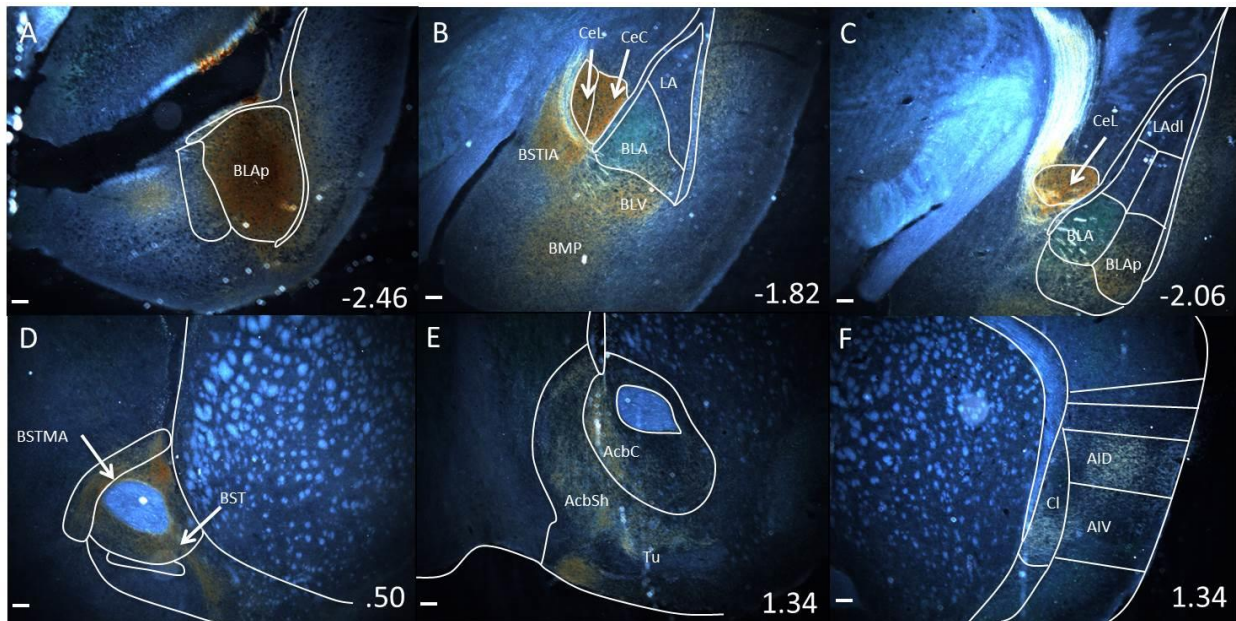 A
BLAp
-2.46
B
CeL
CeC
LA
BSTIA
BLA
BLV
BMP
-1.82
C
LAdl
CeL
BLA
BLAp
-2.06
D
BSTMA
BST
.50
E
AcbC
AcbSh
Tu
1.34
F
AID
Cl
AIV
1.34